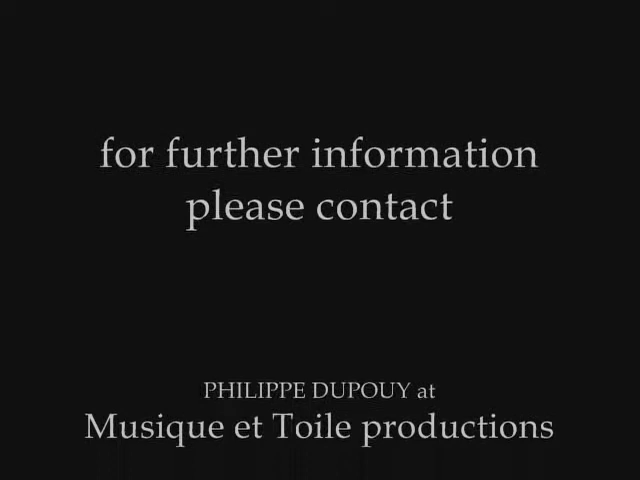 for further information
please contact
PHILIPPE DUPOUY at
Musique et Toile productions